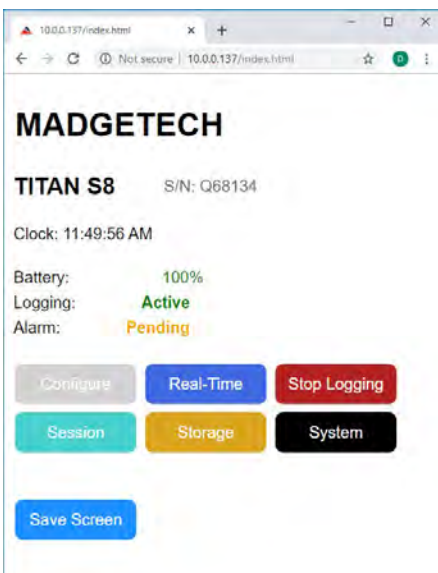 10.0.0.137/index.html
Not secure | 10.0.0.137/index.html
D
MADGETECH
TITAN S8 S/N: Q68134
Clock: 11:49:56 AM
Battery: 100%
Logging: Active
Alarm: Pending
Configure Real-Time Stop Logging
Session Storage System
Save Screen